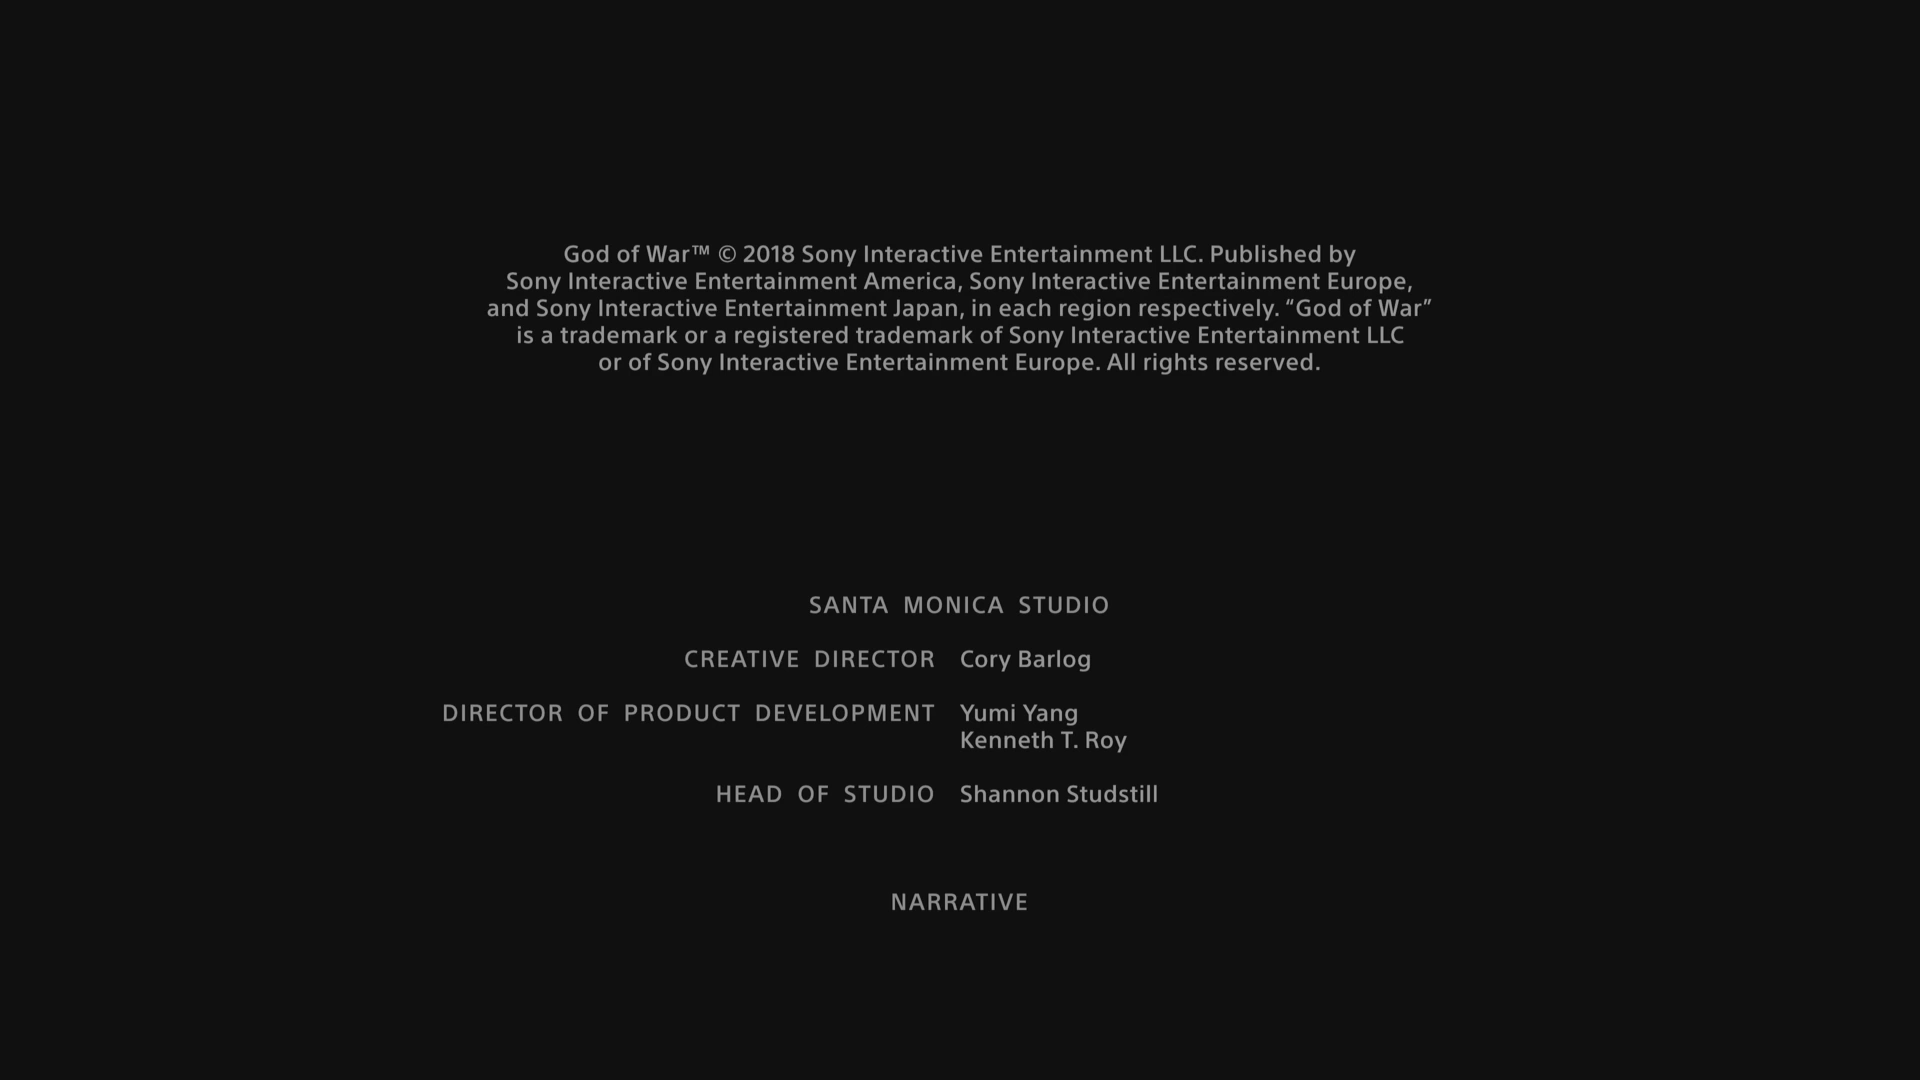 God of War™ © 2018 Sony Interactive Entertainment LLC. Published by
Sony Interactive Entertainment America, Sony Interactive Entertainment Europe,
and Sony Interactive Entertainment Japan, in each region respectively. “God of War”
is a trademark or a registered trademark of Sony Interactive Entertainment LLC
or of Sony Interactive Entertainment Europe. All rights reserved.
SANTA MONICA STUDIO
CREATIVE DIRECTOR Cory Barlog
DIRECTOR OF PRODUCT DEVELOPMENT Yumi Yang
Kenneth T. Roy
HEAD OF STUDIO Shannon Studstill
NARRATIVE